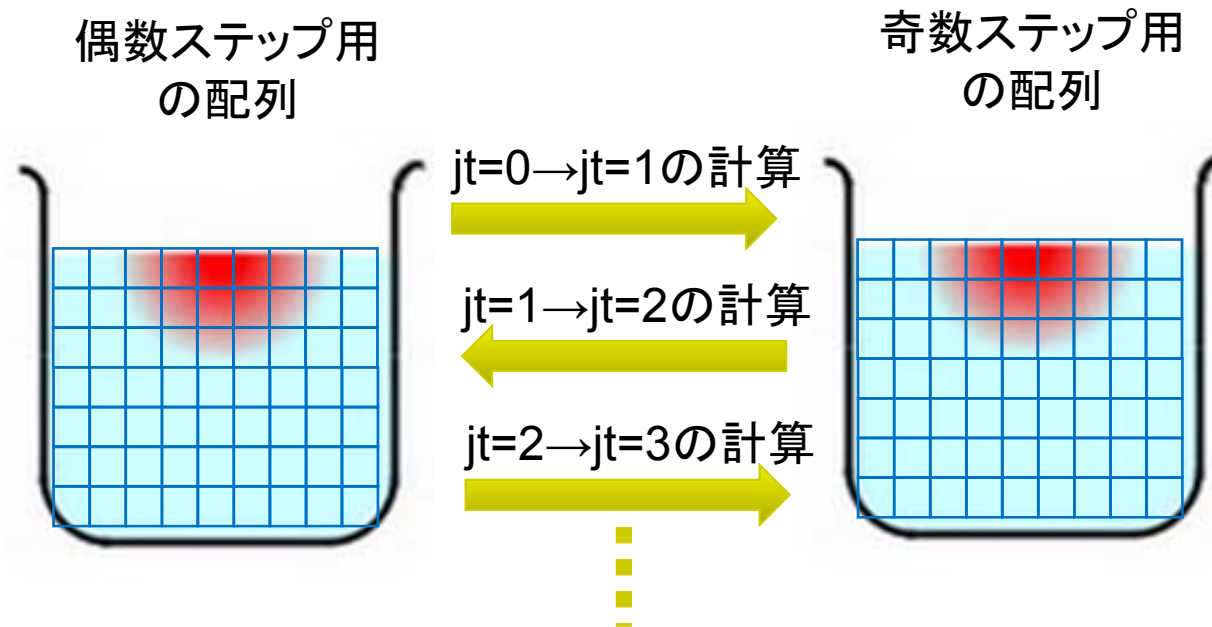 偶数ステップ用
の配列
奇数ステップ用
の配列
jt=0→jt=1の計算
jt=1→jt=2の計算
jt=2→jt=3の計算